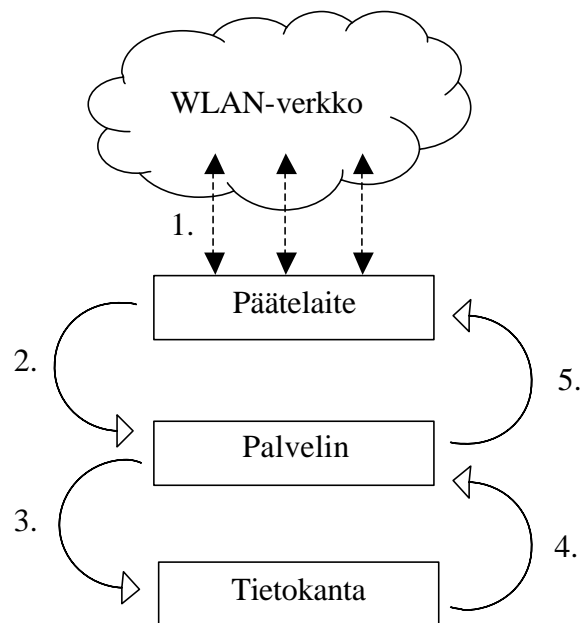 WLAN-verkko
1.
Päätelaite
2.
5.
Palvelin
3.
4.
Tietokanta